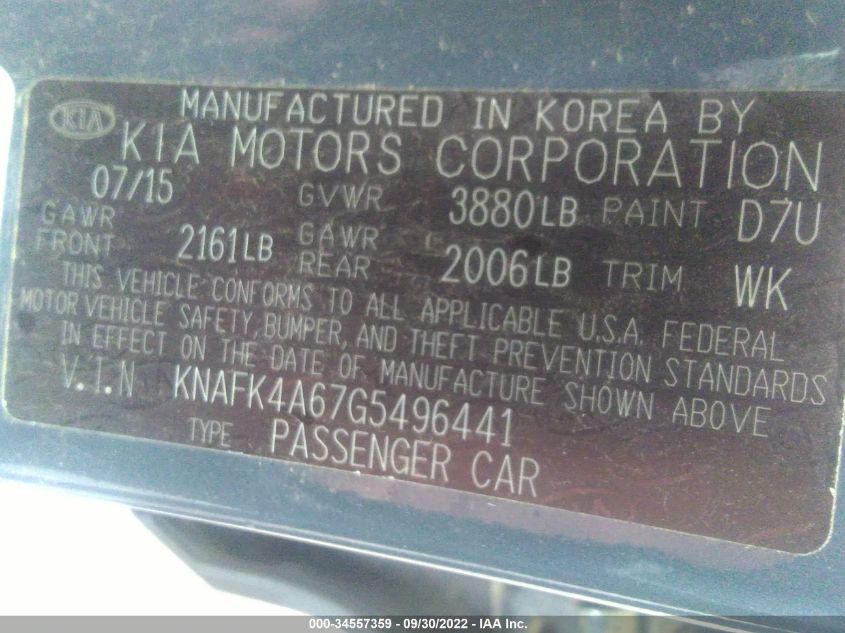 KIA
MANUFACTURED IN KOREA BY
KIA MOTORS CORPORATION
07/15 GVWR 3880LB PAINT D7U
GAWR FRONT 2161LB GAWR REAR 2006LB TRIM WK
THIS VEHICLE CONFORMS TO ALL APPLICABLE U.S.A. FEDERAL
MOTOR VEHICLE SAFETY, BUMPER, AND THEFT PREVENTION STANDARDS
IN EFFECT ON THE DATE OF MANUFACTURE SHOWN ABOVE
V.I.N KNAFK4A67G5496441
TYPE PASSENGER CAR
000-34557359 - 09/30/2022 - IAA Inc.